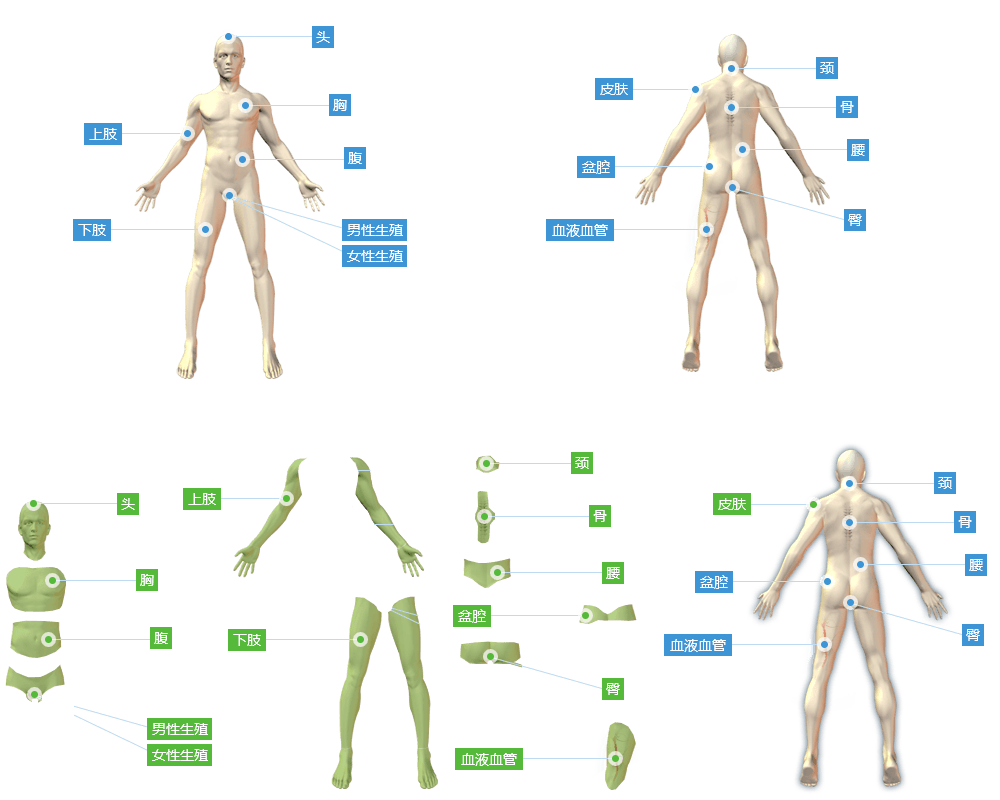 头
胸
上肢
腹
下肢
男性生殖
女性生殖
颈
皮肤
骨
腰
盆腔
臀
血液血管
头
胸
腹
男性生殖
女性生殖
上肢
下肢
颈
骨
腰
盆腔
臀
血液血管
颈
皮肤
骨
腰
盆腔
臀
血液血管